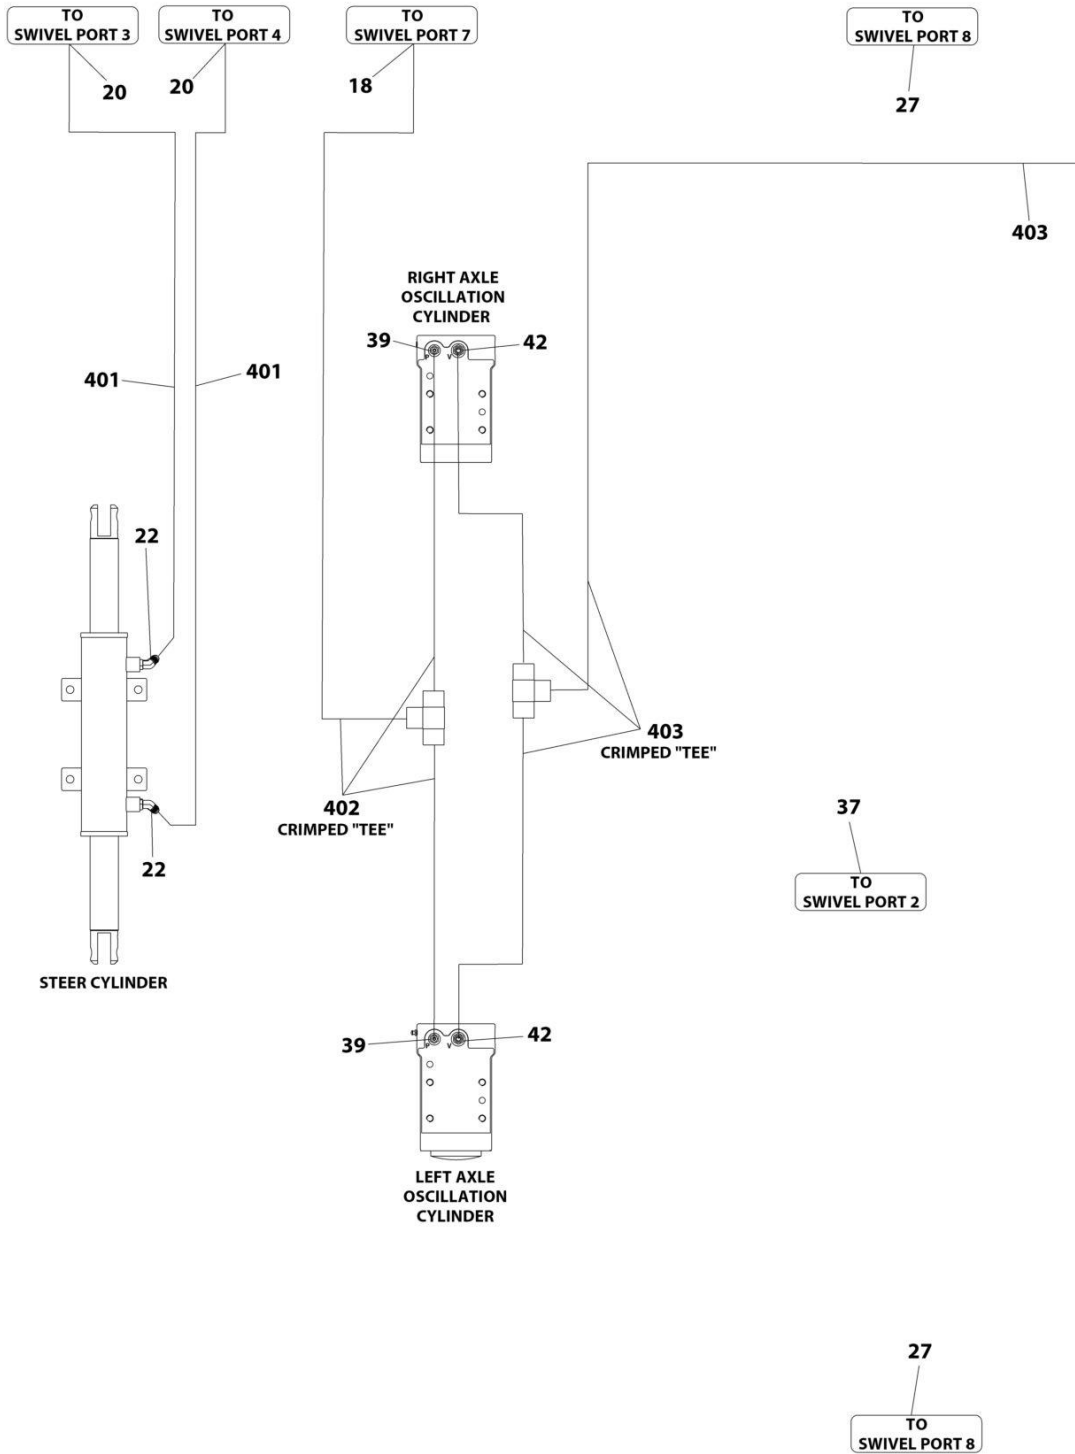 TO
SWIVEL PORT 3
TO
SWIVEL PORT 4
TO
SWIVEL PORT 7
TO
SWIVEL PORT 8
20
20
18
27
403
RIGHT AXLE
OSCILLATION
CYLINDER
39
42
P
V
401
401
22
22
STEER CYLINDER
403
CRIMPED "TEE"
402
CRIMPED "TEE"
37
TO
SWIVEL PORT 2
39
42
P
V
LEFT AXLE
OSCILLATION
CYLINDER
27
TO
SWIVEL PORT 8